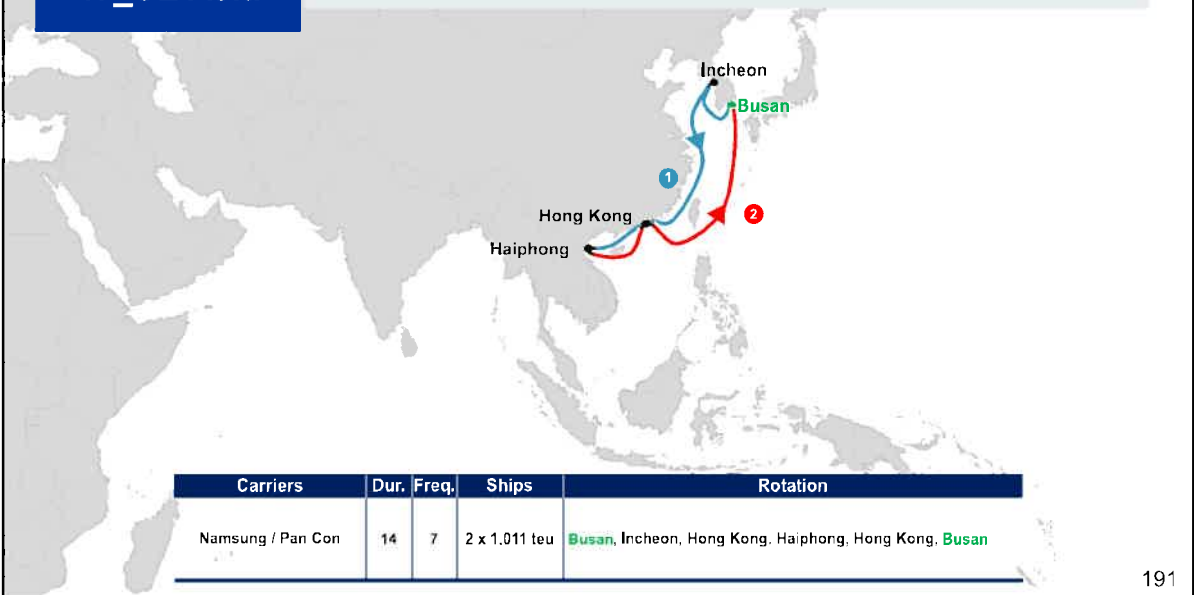 Incheon
Busan
1
Hong Kong
2
Haiphong
Carriers Dur. Freq. Ships Rotation
Namsung / Pan Con 14 7 2 x 1,011 teu Busan, Incheon, Hong Kong, Haiphong, Hong Kong, Busan
191